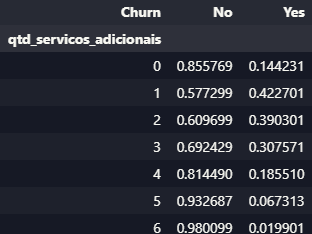 Churn No Yes
qtd_servicos_adicionais
0 0.855769 0.144231
1 0.577299 0.422701
2 0.609699 0.390301
3 0.692429 0.307571
4 0.814490 0.185510
5 0.932687 0.067313
6 0.980099 0.019901